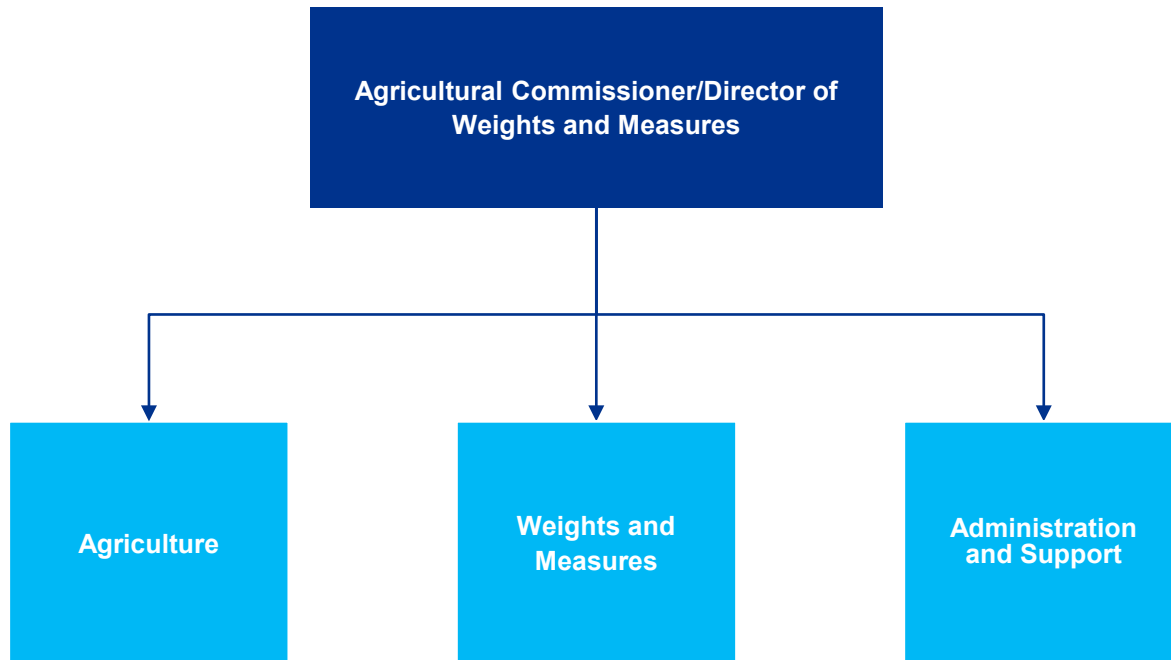 Agricultural Commissioner/Director of
Weights and Measures
Agriculture
Weights and
Measures
Administration
and Support